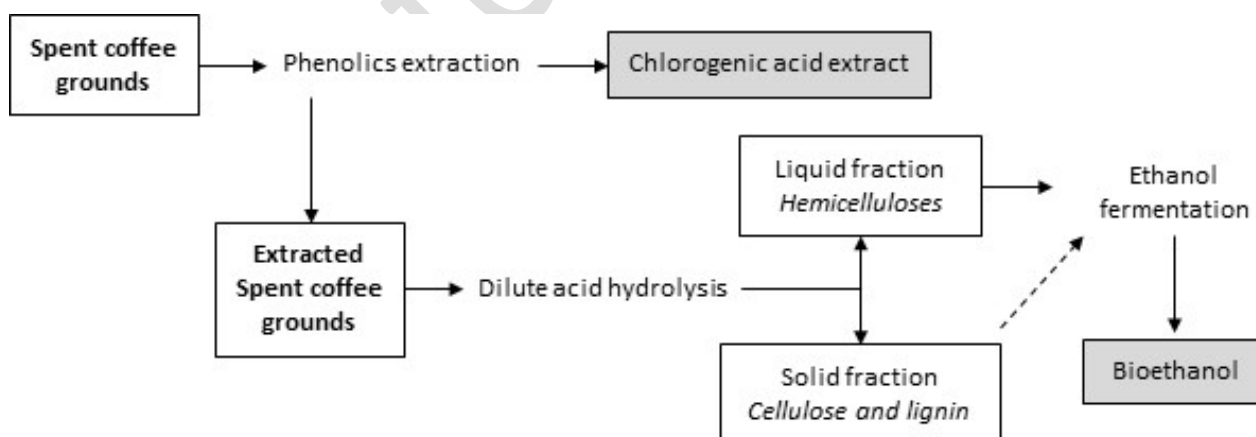 Spent coffee
grounds
Phenolics extraction
Chlorogenic acid extract
Extracted
Spent coffee
grounds
Dilute acid hydrolysis
Liquid fraction
Hemicelluloses
Solid fraction
Cellulose and lignin
Ethanol
fermentation
Bioethanol